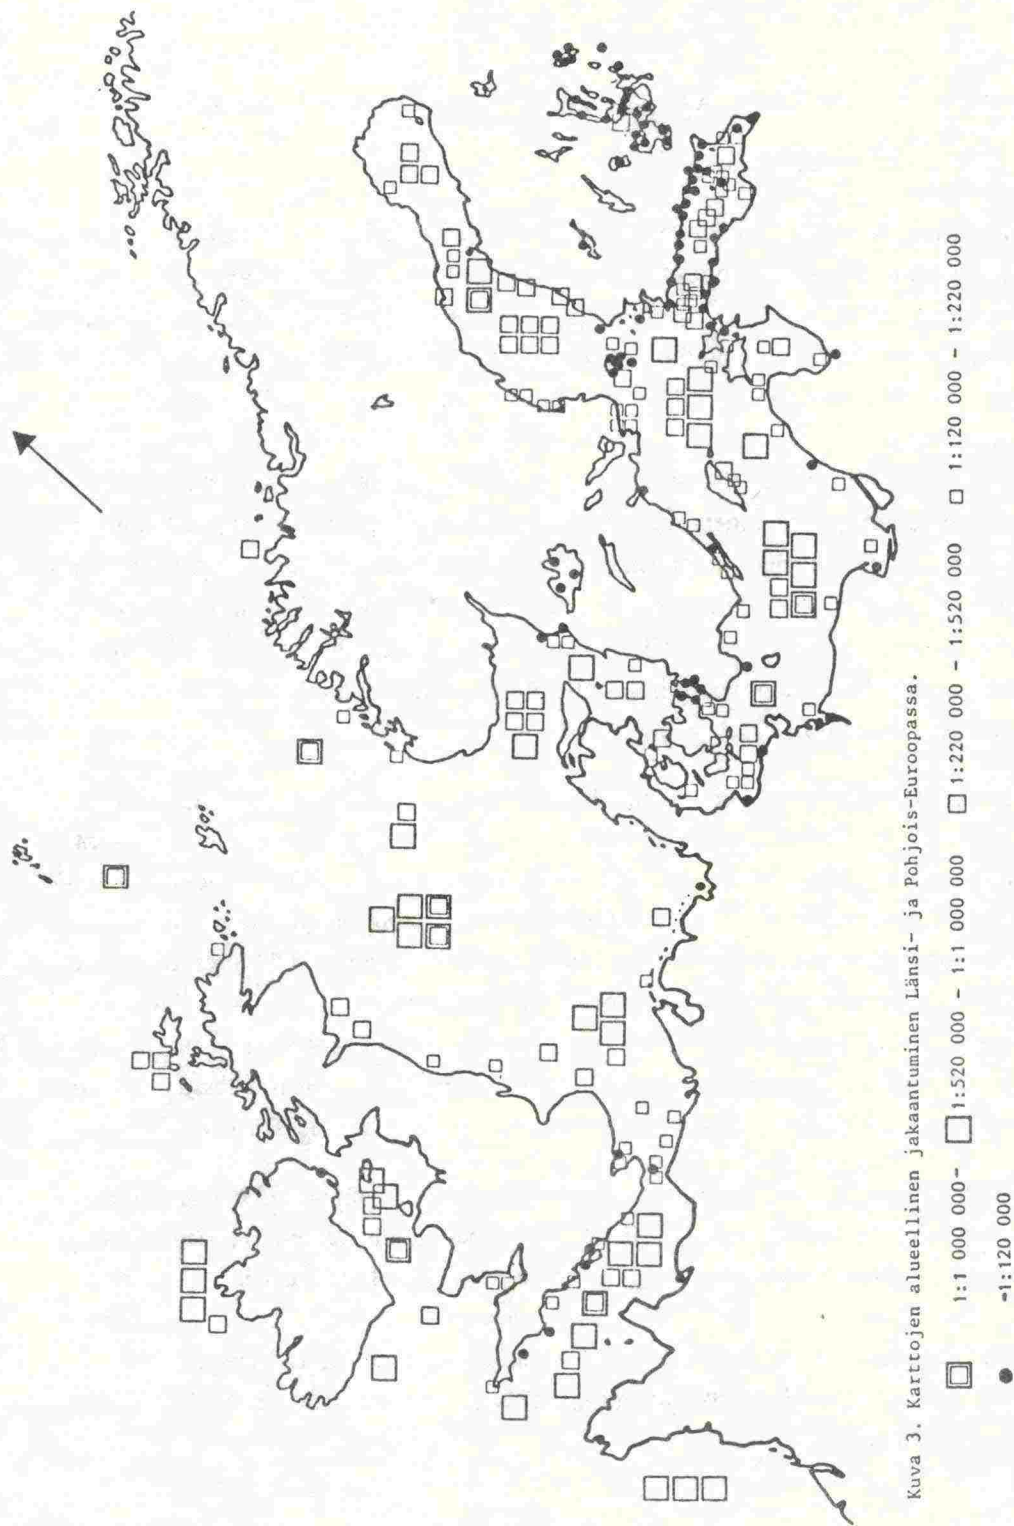 Kuva 3. Karttojen alueellinen jakaantuminen Länsi- ja Pohjois-Euroopassa.
1:1 000 000- 1:520 000 - 1:1 000 000 1:220 000 - 1:520 000 1:120 000 - 1:220 000
-1:120 000